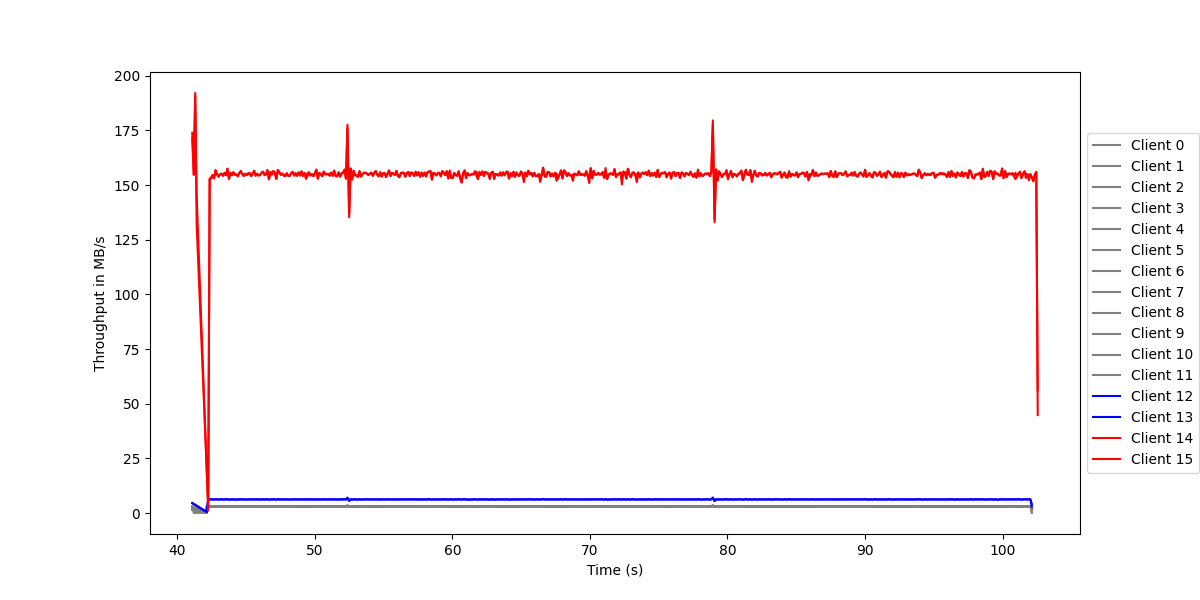 200
175
150
125
100
75
50
25
0
Throughput in MB/s
40 50 60 70 80 90 100
Time (s)
Client 0
Client 1
Client 2
Client 3
Client 4
Client 5
Client 6
Client 7
Client 8
Client 9
Client 10
Client 11
Client 12
Client 13
Client 14
Client 15